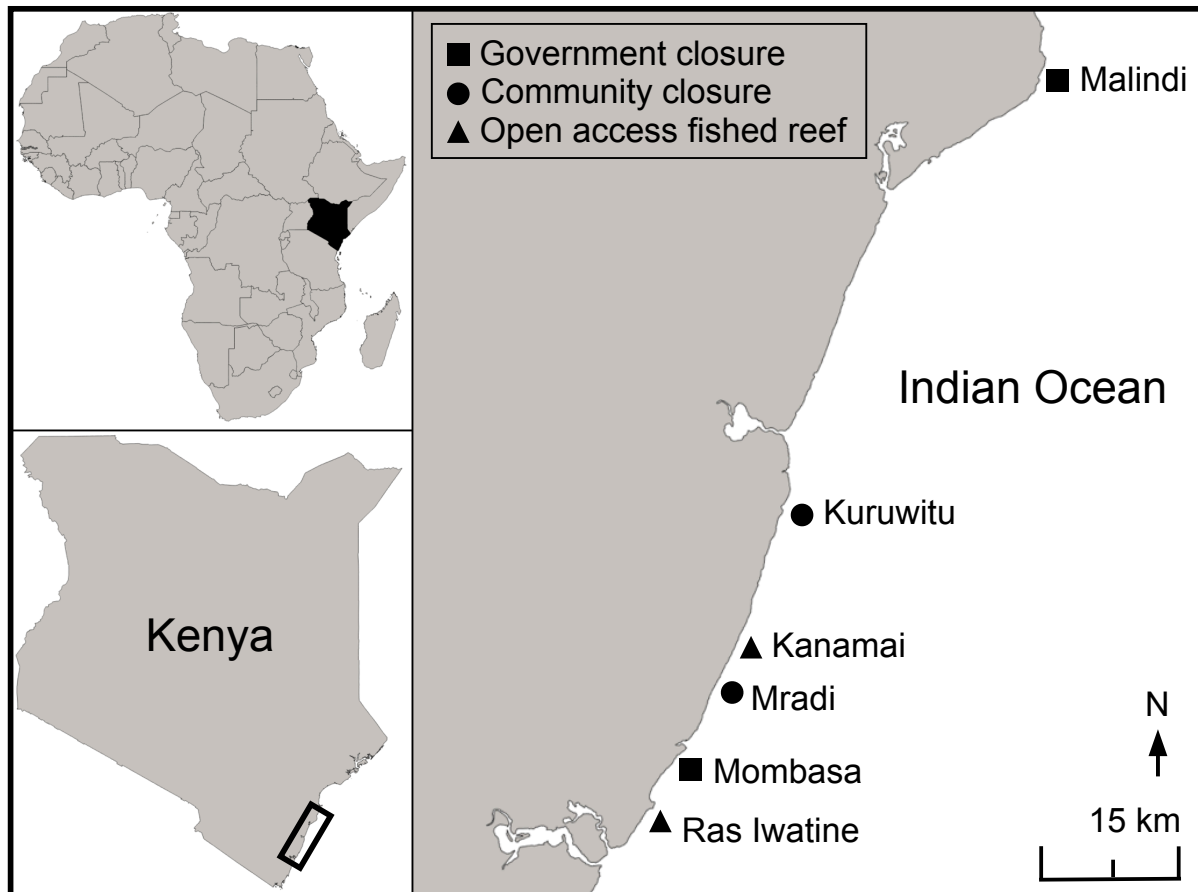 Government closure
Community closure
Open access fished reef
Malindi
Indian Ocean
Kuruwitu
Kenya
Kanamai
Mradi
N
Mombasa
Ras Iwatine
15 km